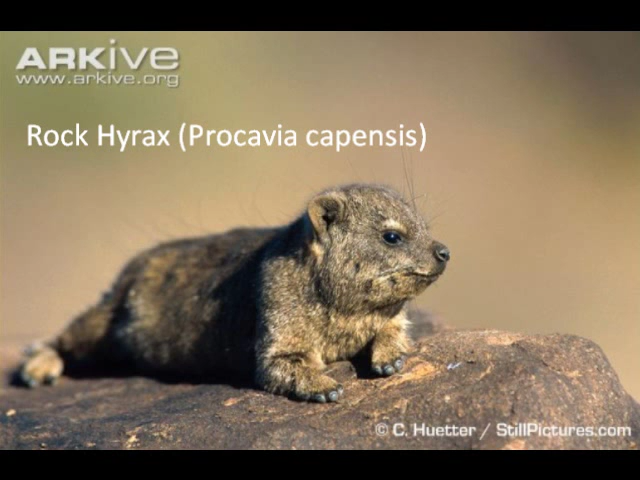 ARKive
www.arkive.org
Rock Hyrax (Procavia capensis)
© C. Huetter / StillPictures.com